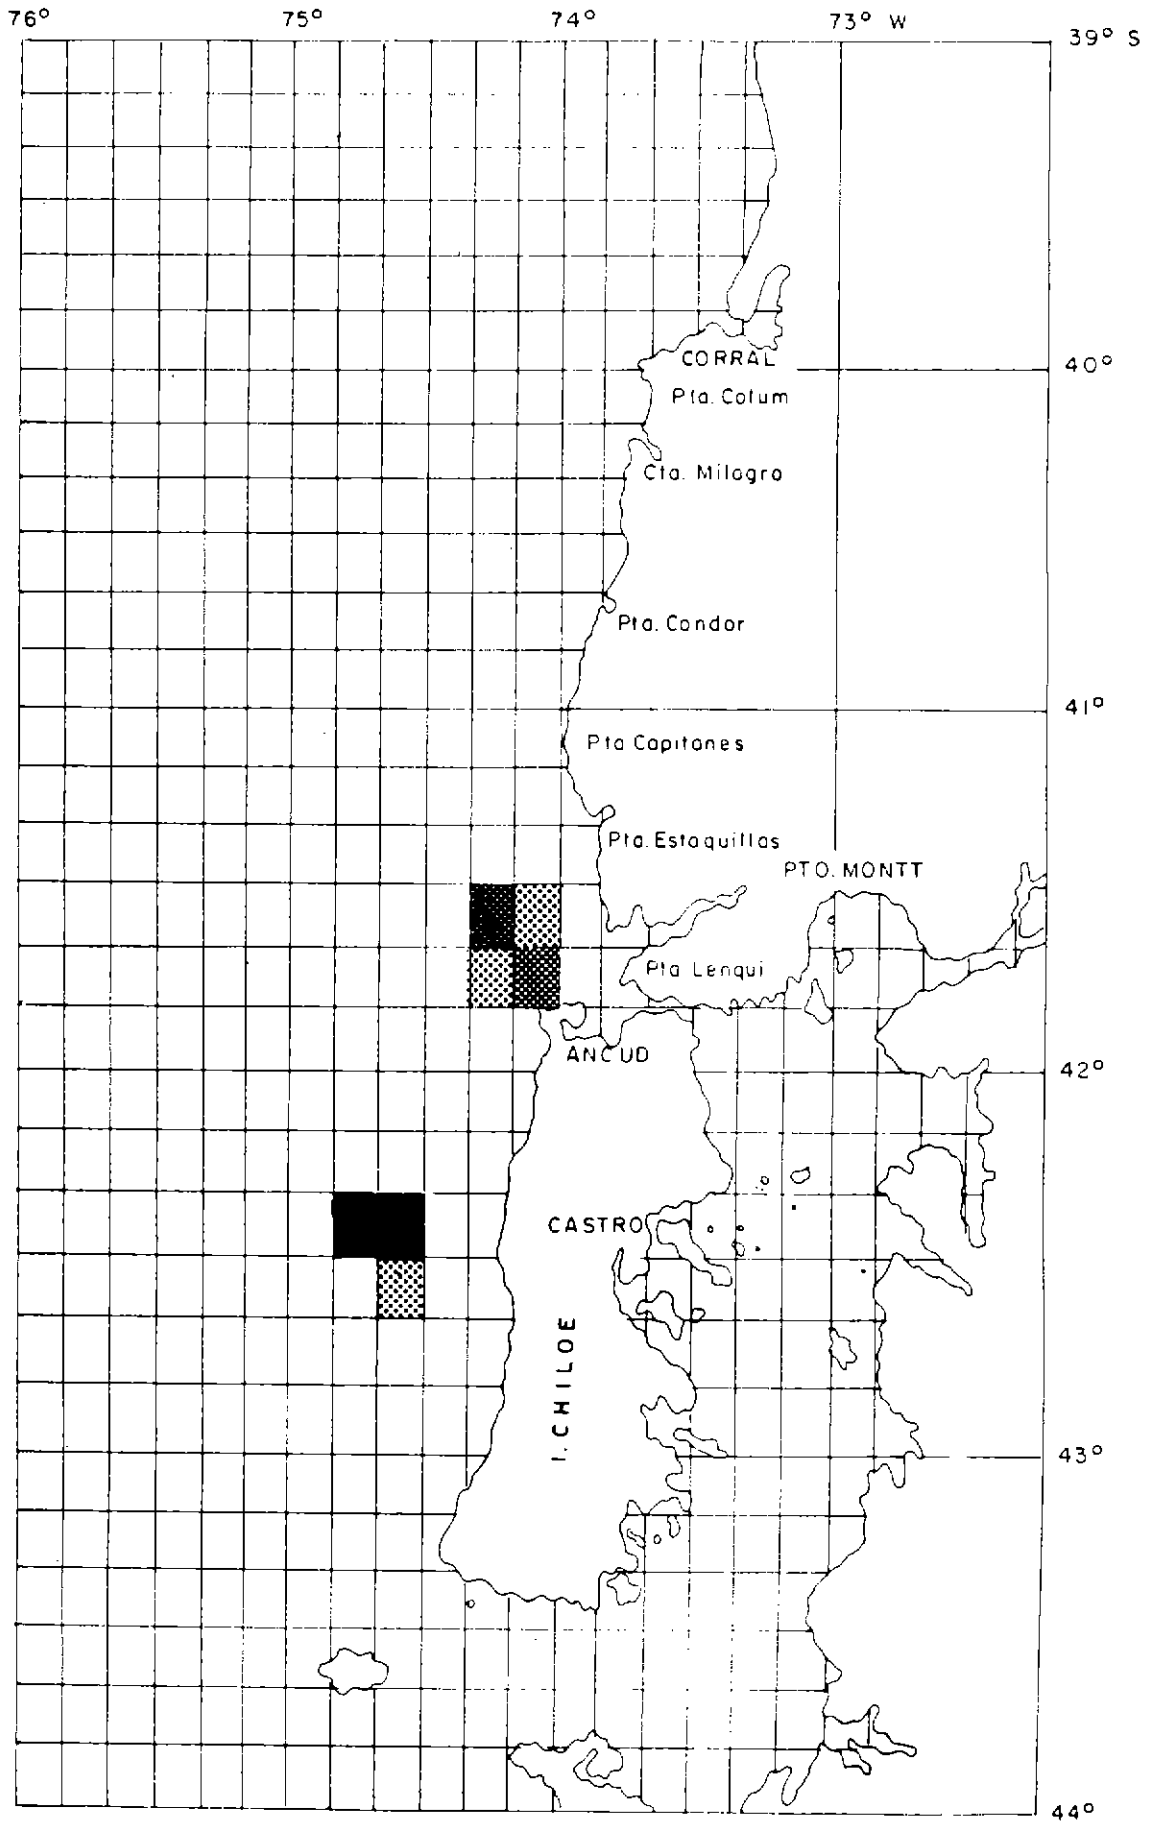 76° 75° 74° 73° W
39° S
CORRAL
40°
Pta. Colum
Cta. Milagro
Pta. Condor
41°
Pta Capitanes
Pta. Estaquillas
PTO. MONTT
Pta Lenqui
ANCUD
42°
CASTRO
I. CHILOE
43°
44°